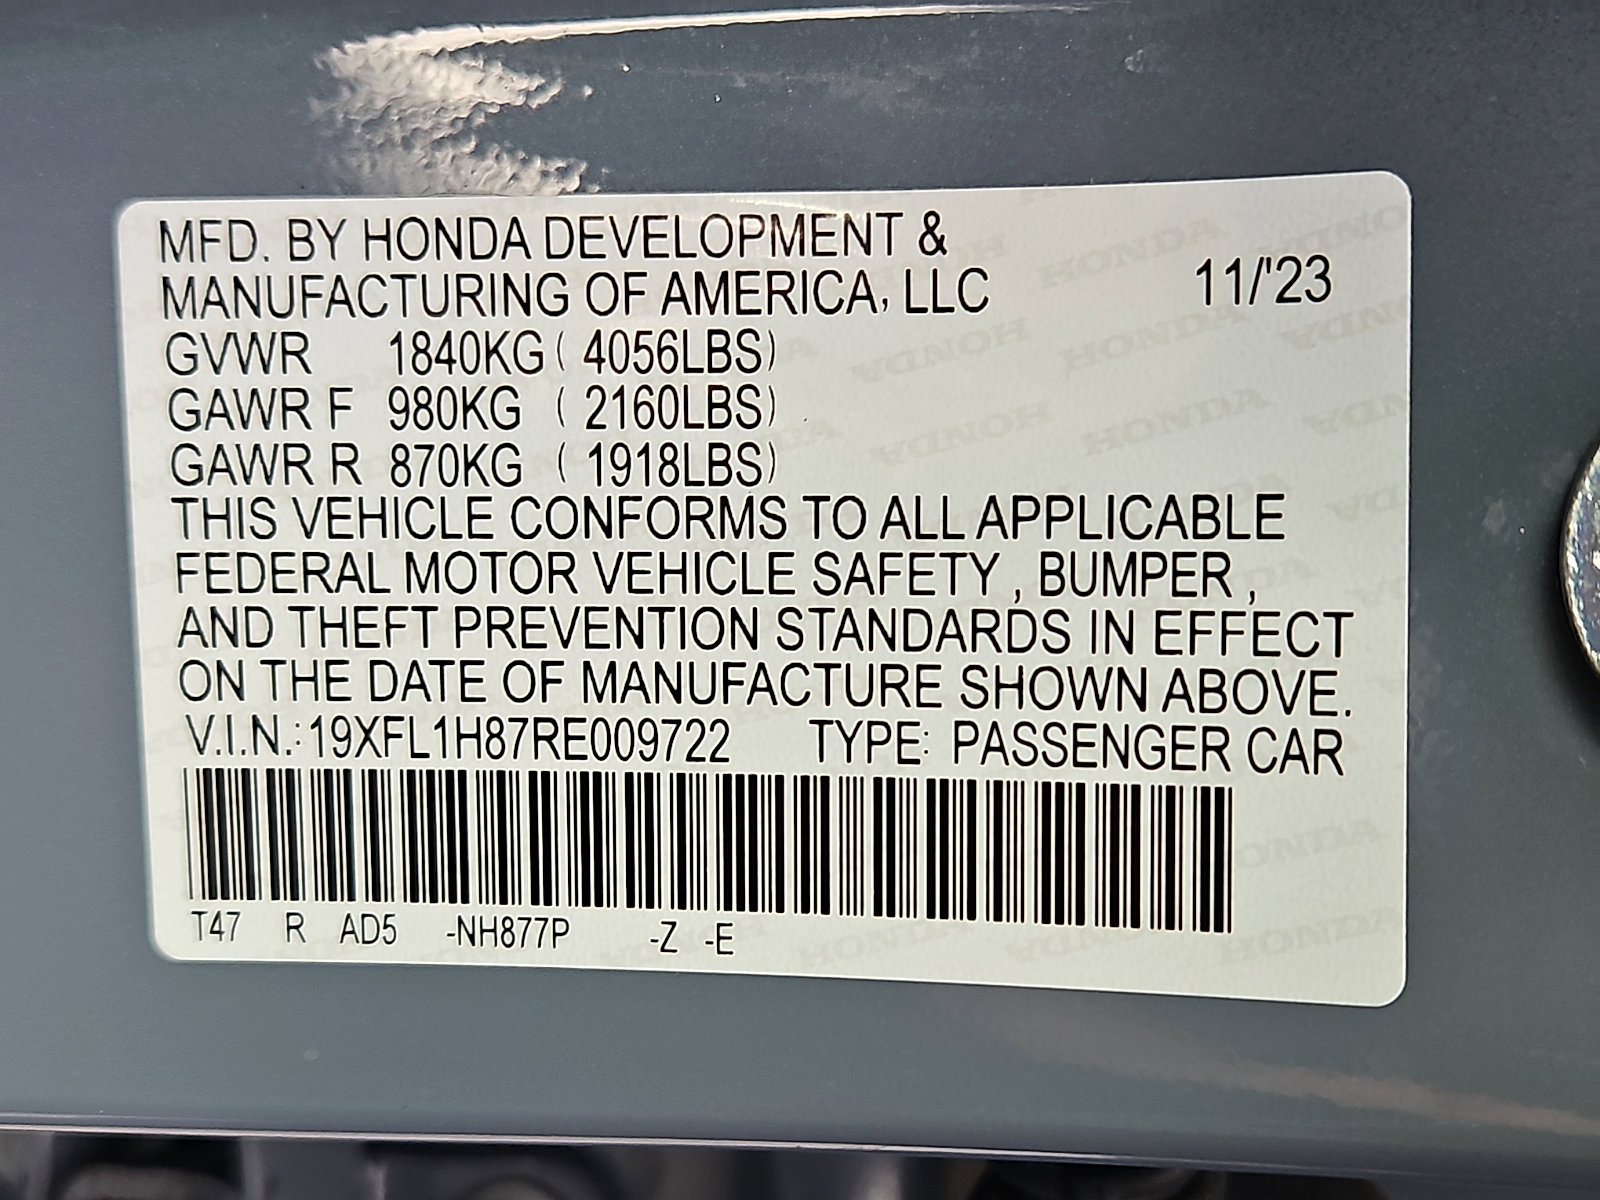 MFD. BY HONDA DEVELOPMENT &
MANUFACTURING OF AMERICA, LLC 11/'23
GVWR 1840KG ( 4056LBS)
GAWR F 980KG ( 2160LBS)
GAWR R 870KG ( 1918LBS)
THIS VEHICLE CONFORMS TO ALL APPLICABLE
FEDERAL MOTOR VEHICLE SAFETY , BUMPER ,
AND THEFT PREVENTION STANDARDS IN EFFECT
ON THE DATE OF MANUFACTURE SHOWN ABOVE.
V.I.N.: 19XFL1H87RE009722 TYPE: PASSENGER CAR
T47 R AD5 -NH877P -Z -E